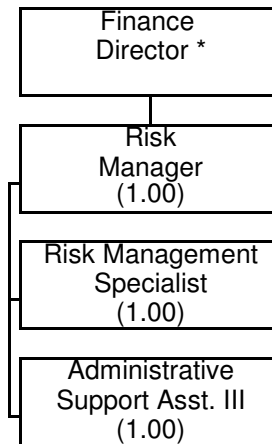 Finance
Director *
Risk
Manager
(1.00)
Risk Management
Specialist
(1.00)
Administrative
Support Asst. III
(1.00)